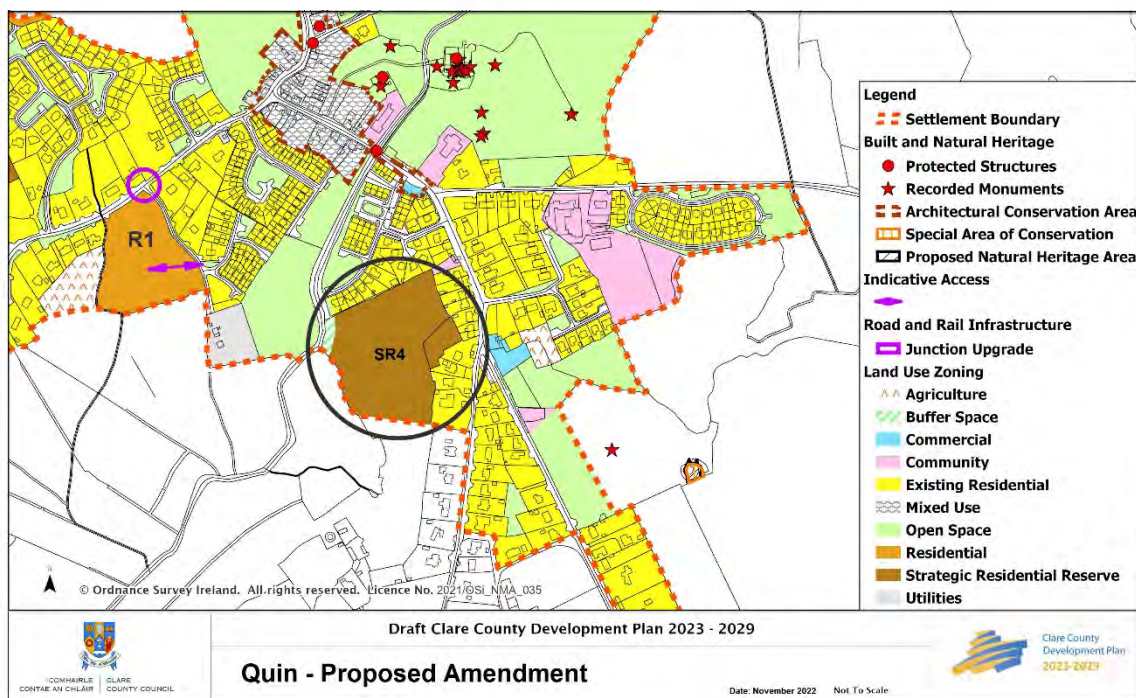 R1
SR4
© Ordnance Survey Ireland. All rights reserved. Licence No. 2021/OSi_NMA_035
Legend
Settlement Boundary
Built and Natural Heritage
Protected Structures
Recorded Monuments
Architectural Conservation Area
Special Area of Conservation
Proposed Natural Heritage Area
Indicative Access
Road and Rail Infrastructure
Junction Upgrade
Land Use Zoning
Agriculture
Buffer Space
Commercial
Community
Existing Residential
Mixed Use
Open Space
Residential
Strategic Residential Reserve
Utilities
COMHAIRLE CONTAE AN CHLÁIR
CLARE COUNTY COUNCIL
Draft Clare County Development Plan 2023 - 2029
Quin - Proposed Amendment
Date: November 2022 Not To Scale
Clare County
Development Plan
2023-2029